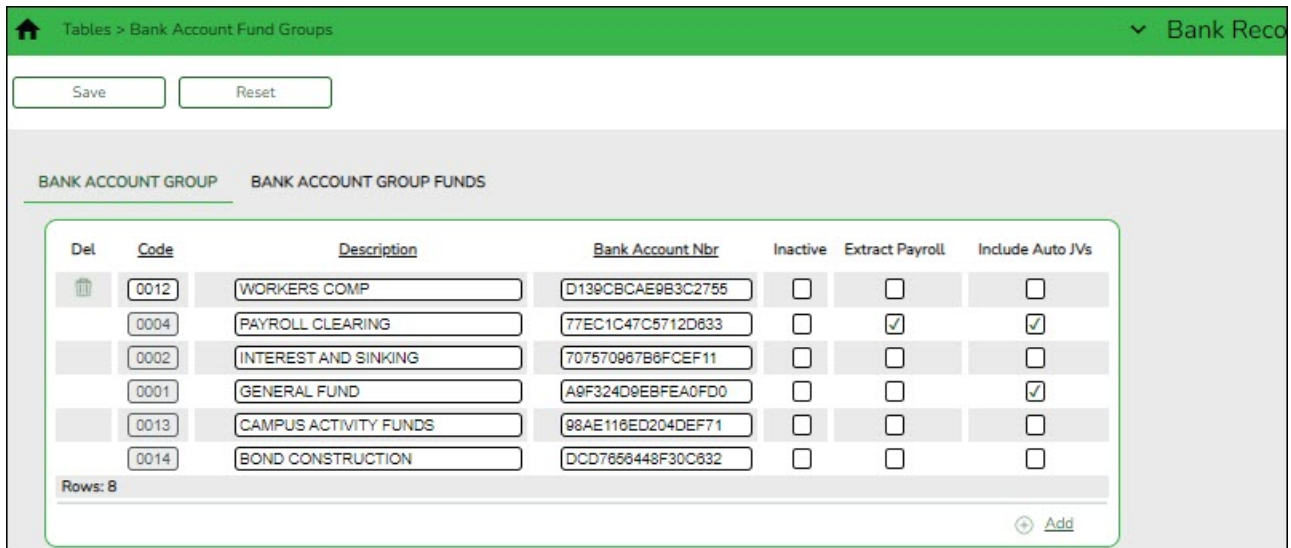 Tables > Bank Account Fund Groups Bank Reco
Save Reset
BANK ACCOUNT GROUP BANK ACCOUNT GROUP FUNDS
Del Code Description Bank Account Nbr Inactive Extract Payroll Include Auto JVs
0012 WORKERS COMP D139CBCAE9B3C2755
0004 PAYROLL CLEARING 77EC1C47C5712D633
0002 INTEREST AND SINKING 707570967B6FCEF11
0001 GENERAL FUND A9F324D9EBFEA0FD0
0013 CAMPUS ACTIVITY FUNDS 98AE116ED204DEF71
0014 BOND CONSTRUCTION DCD7656448F30C632
Rows: 8
Add